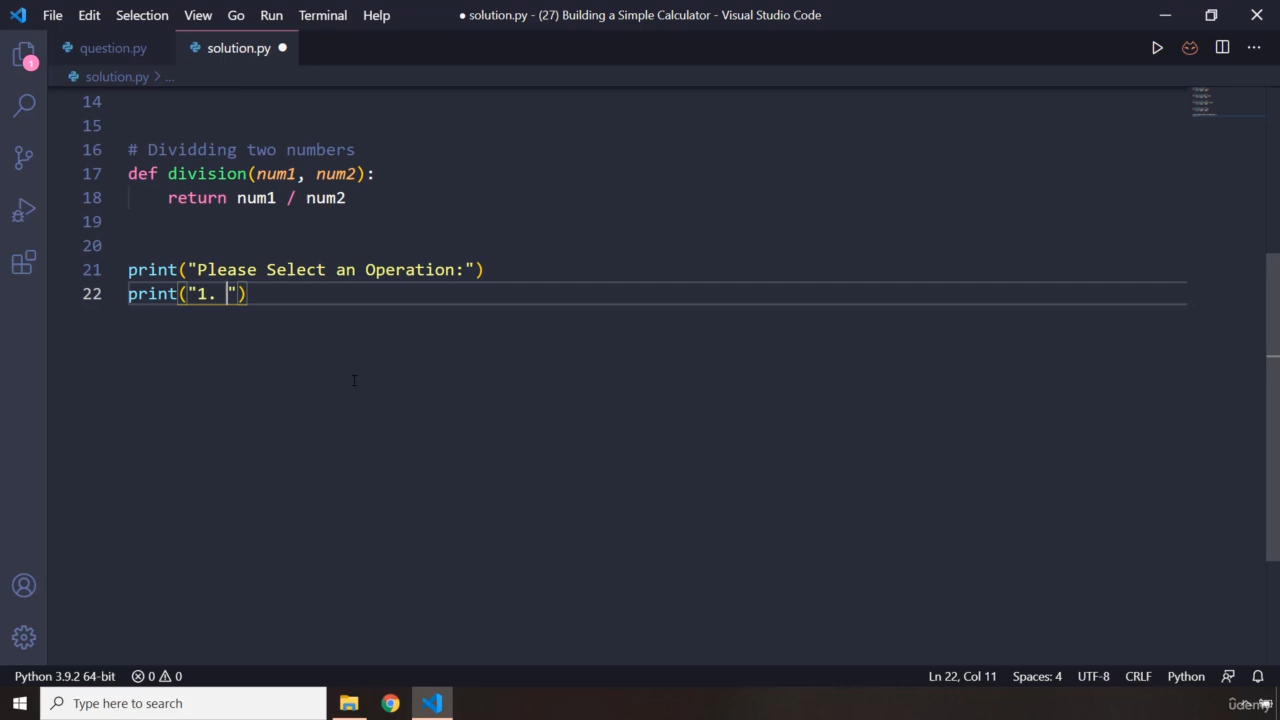 File Edit Selection View Go Run Terminal Help
● solution.py - (27) Building a Simple Calculator - Visual Studio Code
question.py solution.py ●
solution.py > ...
1
14
15
16 # Dividding two numbers
17 def division(num1, num2):
18 return num1 / num2
19
20
21 print("Please Select an Operation:")
22 print("1. ")
Python 3.9.2 64-bit 0 0 Ln 22, Col 11 Spaces: 4 UTF-8 CRLF Python
Type here to search